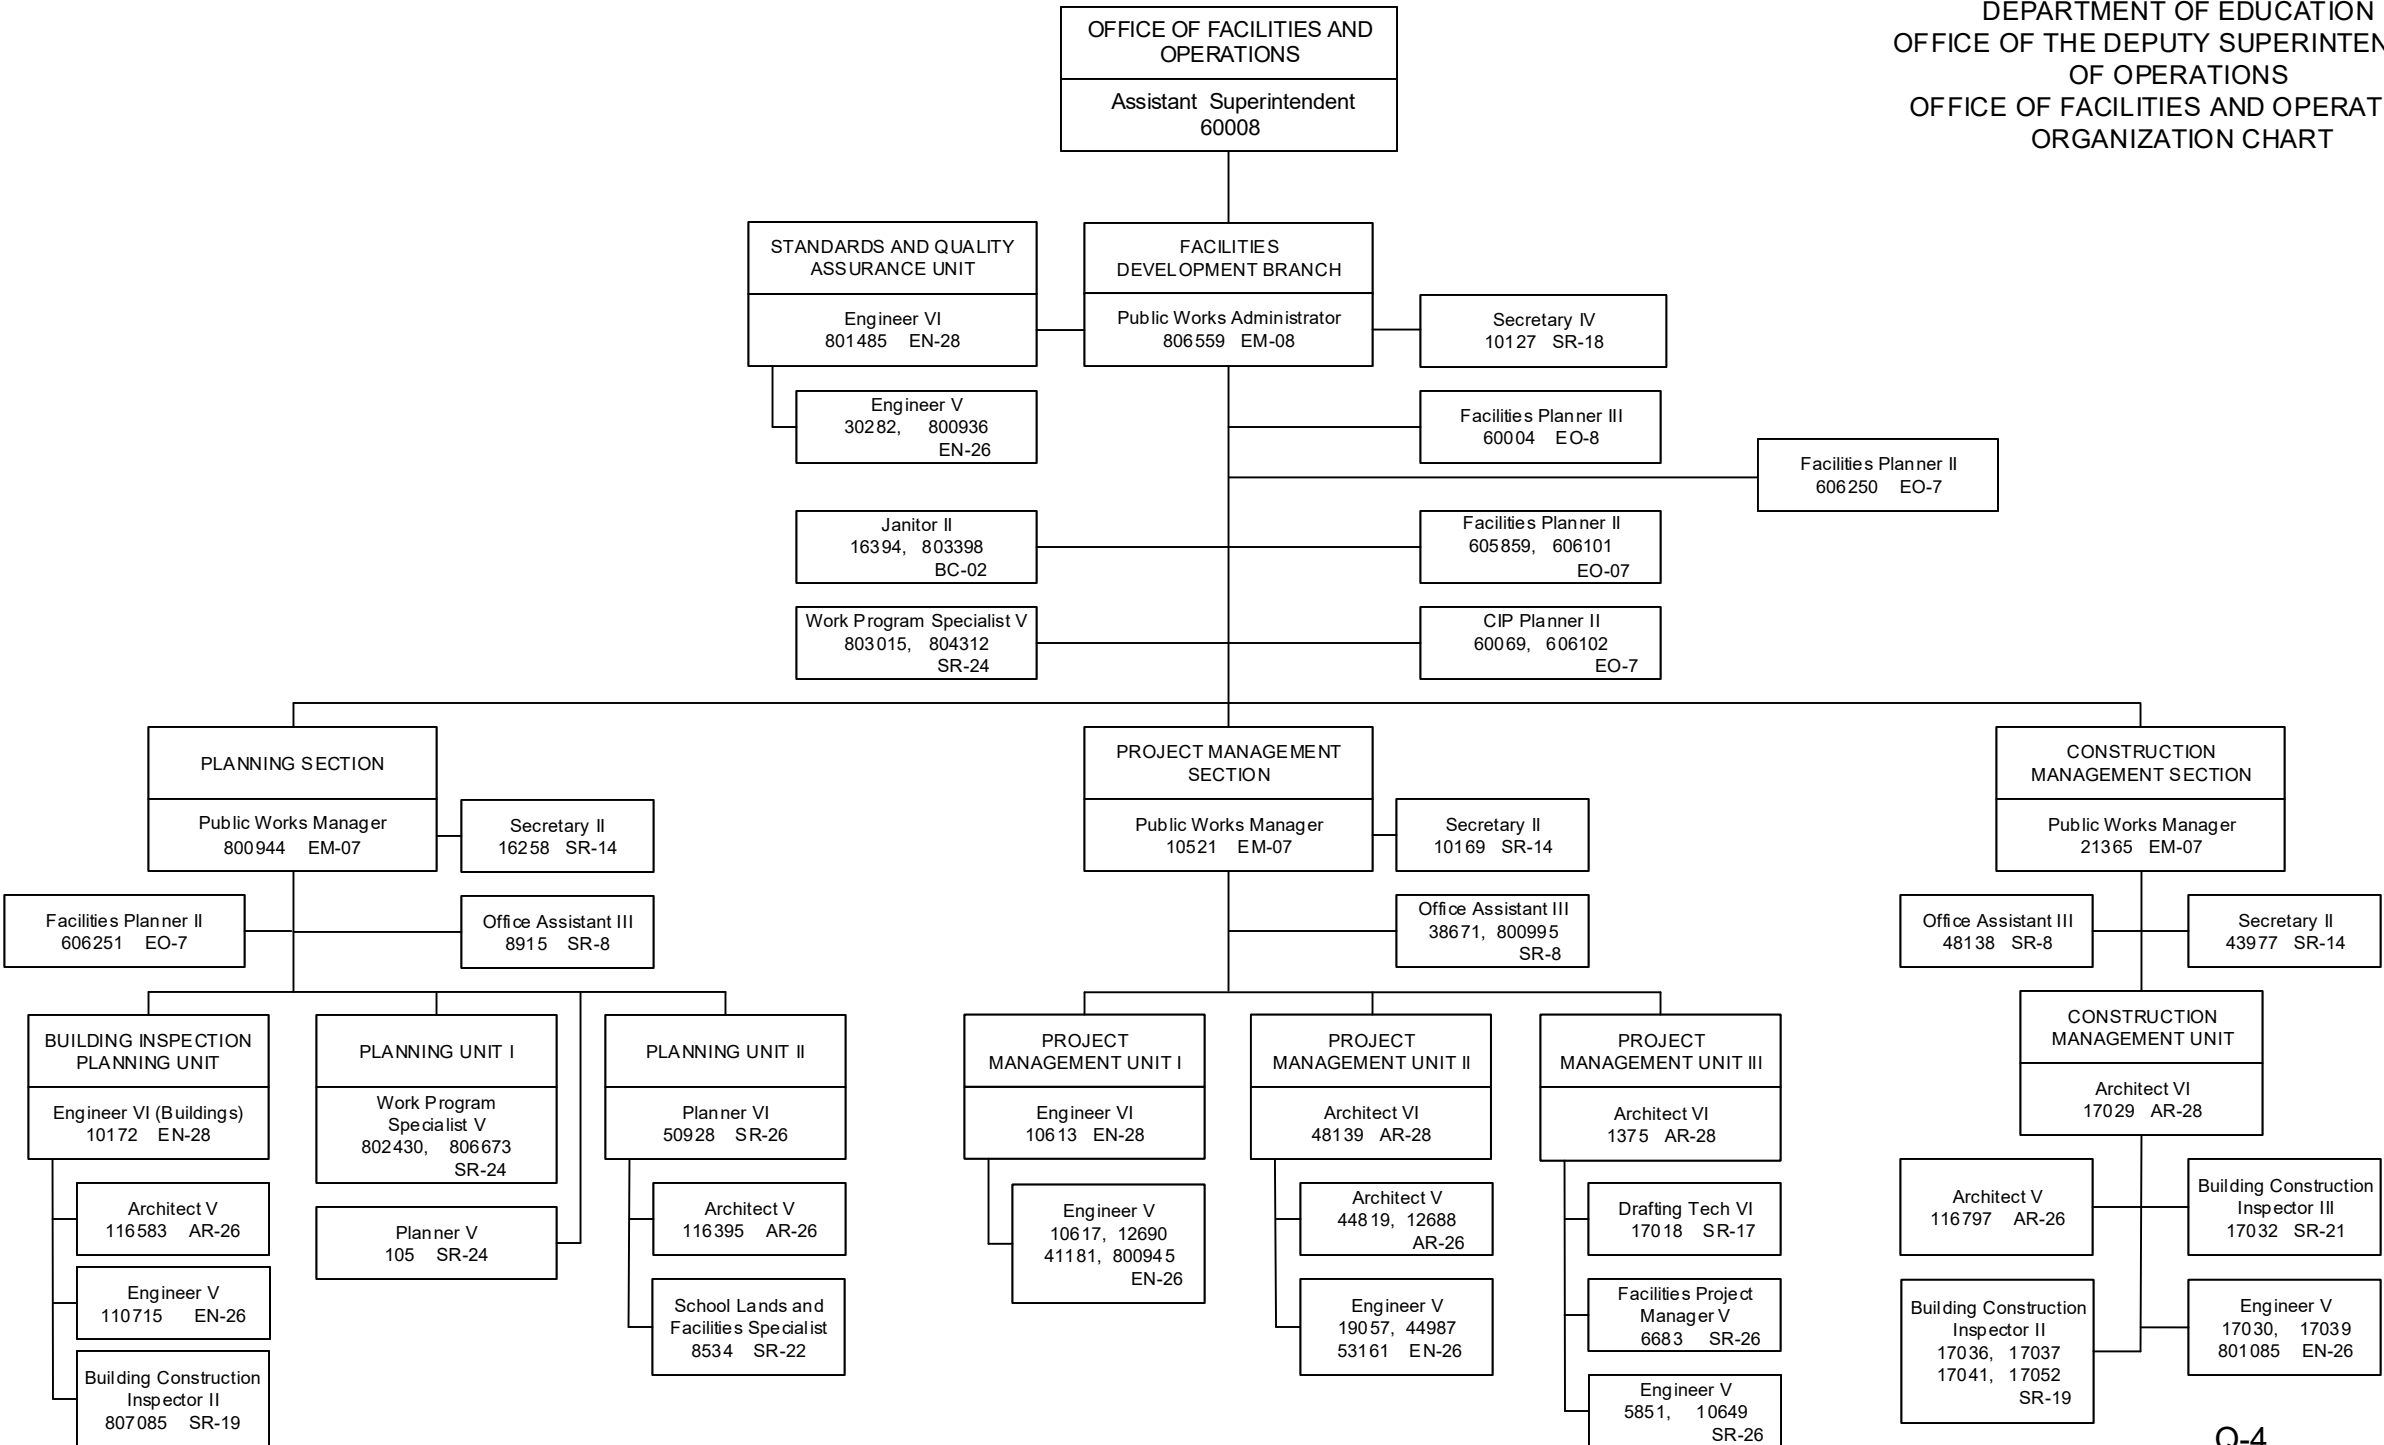 DEPARTMENT OF EDUCATION
OFFICE OF THE DEPUTY
OF OPERATIONS
OFFICE OF FACILITIES AND
ORGANIZATION CHART
OFFICE OF FACILITIES AND
OPERATIONS
Assistant Superintendent
60008
STANDARDS AND QUALITY
ASSURANCE UNIT
Engineer VI
801485 EN-28
FACILITIES
DEVELOPMENT BRANCH
Public Works Administrator
806559 EM-08
Secretary IV
10127 SR-18
Engineer V
30282, 800936
EN-26
Facilities Planner III
60004 EO-8
Facilities Planner II
606250 EO-7
Janitor II
16394, 803398
BC-02
Facilities Planner II
605859, 606101
EO-07
Work Program Specialist V
803015, 804312
SR-24
CIP Planner II
60069, 606102
EO-7
PLANNING SECTION
Public Works Manager
800944 EM-07
Secretary II
16258 SR-14
Facilities Planner II
606251 EO-7
Office Assistant III
8915 SR-8
BUILDING INSPECTION
PLANNING UNIT
Engineer VI (Buildings)
10172 EN-28
Architect V
116583 AR-26
Engineer V
110715 EN-26
Building Construction
Inspector II
807085 SR-19
PLANNING UNIT I
Work Program
Specialist V
802430, 806673
SR-24
Planner V
105 SR-24
PLANNING UNIT II
Planner VI
50928 SR-26
Architect V
116395 AR-26
School Lands and
Facilities Specialist
8534 SR-22
PROJECT MANAGEMENT
SECTION
Public Works Manager
10521 EM-07
Secretary II
10169 SR-14
Office Assistant III
38671, 800995
SR-8
PROJECT
MANAGEMENT UNIT I
Engineer VI
10613 EN-28
Engineer V
10617, 12690
41181, 800945
EN-26
PROJECT
MANAGEMENT UNIT II
Architect VI
48139 AR-28
Architect V
44819, 12688
AR-26
Engineer V
19057, 44987
53161 EN-26
PROJECT
MANAGEMENT UNIT III
Architect VI
1375 AR-28
Drafting Tech VI
17018 SR-17
Facilities Project
Manager V
6683 SR-26
Engineer V
5851, 10649
SR-26
CONSTRUCTION
MANAGEMENT SECTION
Public Works Manager
21365 EM-07
Office Assistant III
48138 SR-8
Secretary II
43977 SR-14
CONSTRUCTION
MANAGEMENT UNIT
Architect VI
17029 AR-28
Architect V
116797 AR-26
Building Construction
Inspector III
17032 SR-21
Building Construction
Inspector II
17036, 17037
17041, 17052
SR-19
Engineer V
17030, 17039
801085 EN-26